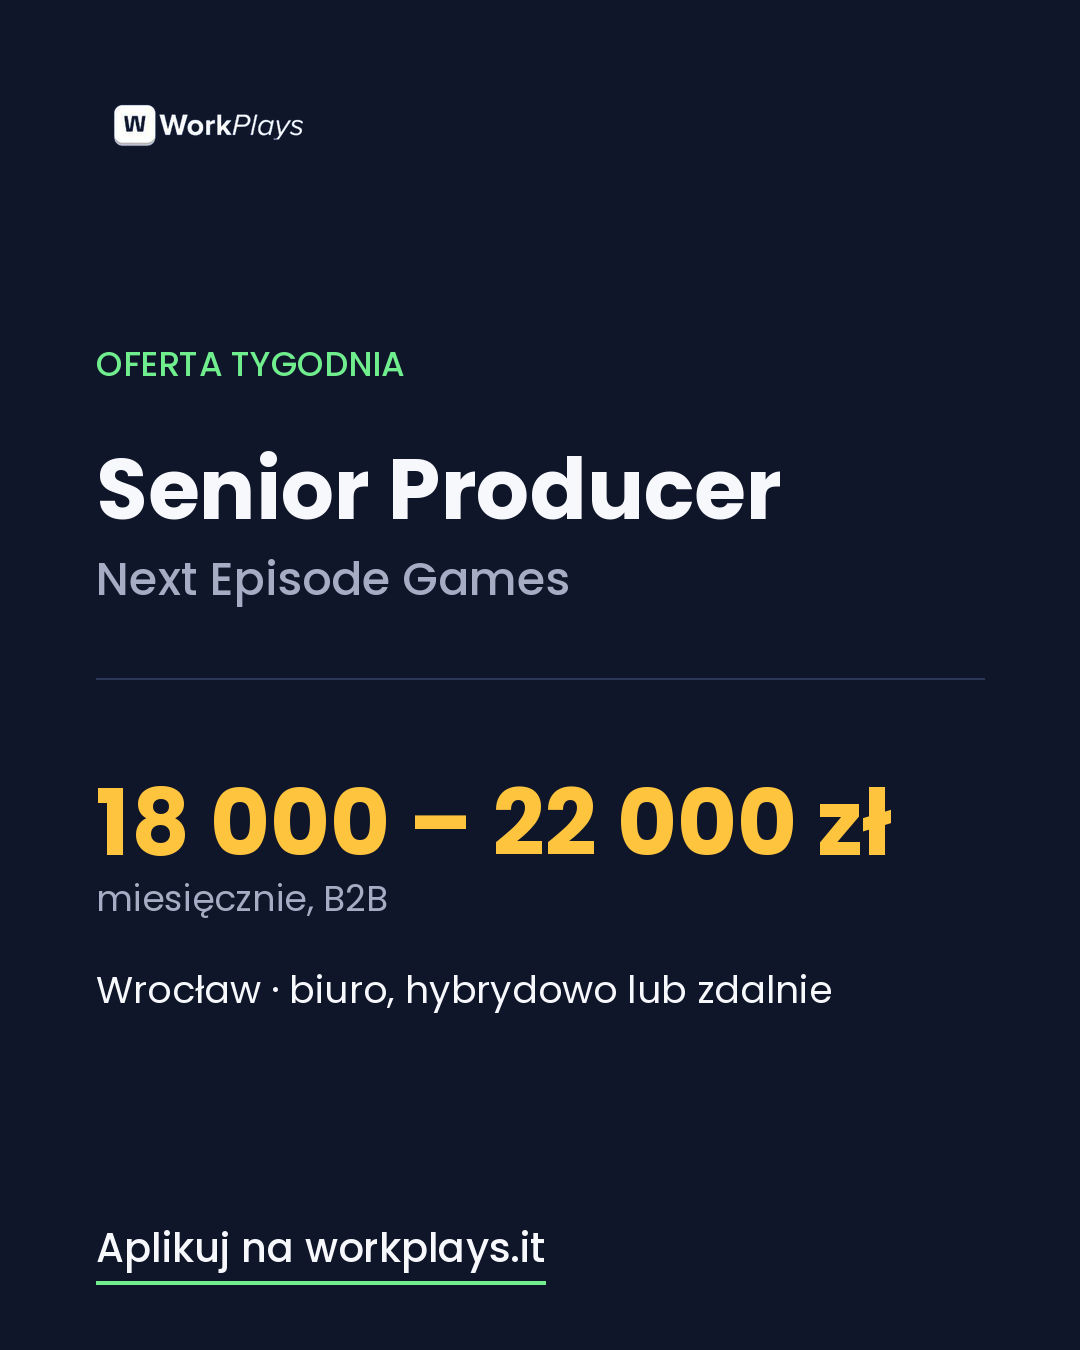 W WorkPlays
OFERTA TYGODNIA
Senior Producer
Next Episode Games
18 000 – 22 000 zł
miesięcznie, B2B
Wrocław · biuro, hybrydowo lub zdalnie
Aplikuj na workplays.it